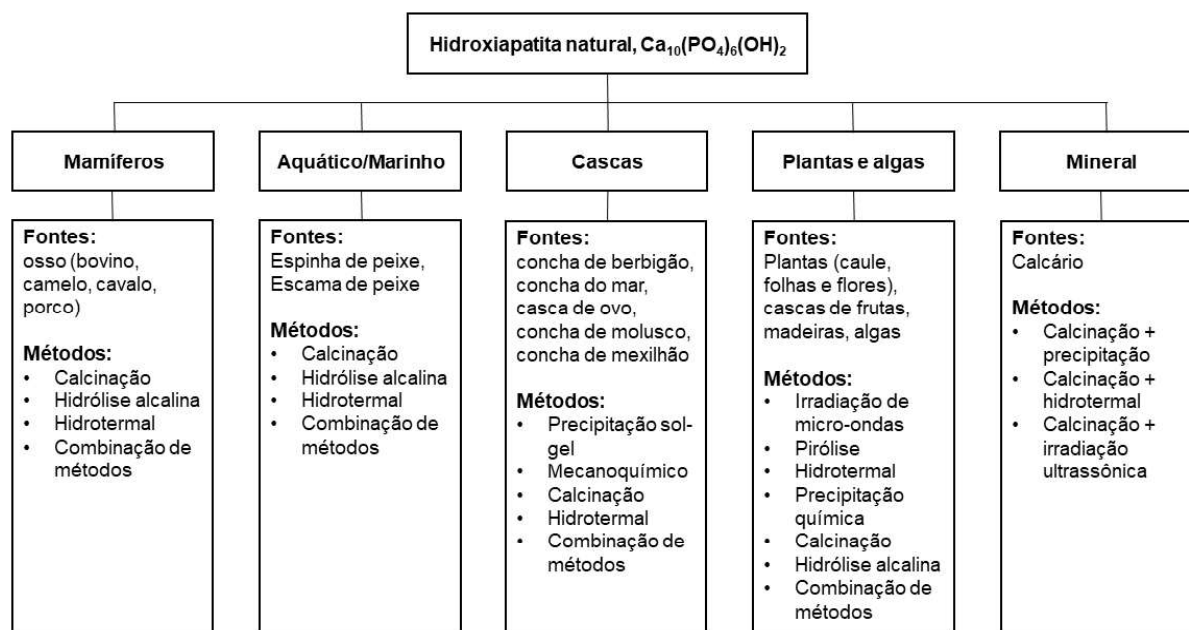 Hidroxiapatita natural, Ca₁₀(PO₄)₆(OH)₂
Mamíferos
Fontes:
osso (bovino,
camelo, cavalo,
porco)
Métodos:
• Calcinação
• Hidrólise alcalina
• Hidrotermal
• Combinação de
métodos
Aquático/Marinho
Fontes:
Espinha de peixe,
Escama de peixe
Métodos:
• Calcinação
• Hidrólise alcalina
• Hidrotermal
• Combinação de
métodos
Cascas
Fontes:
concha de berbigão,
concha do mar,
casca de ovo,
concha de molusco,
concha de mexilhão
Métodos:
• Precipitação sol-
gel
• Mecanoquímico
• Calcinação
• Hidrotermal
• Combinação de
métodos
Plantas e algas
Fontes:
Plantas (caule,
folhas e flores),
cascas de frutas,
madeiras, algas
Métodos:
• Irradiação de
micro-ondas
• Pirólise
• Hidrotermal
• Precipitação
química
• Calcinação
• Hidrólise alcalina
• Combinação de
métodos
Mineral
Fontes:
Calcário
Métodos:
• Calcinação +
precipitação
• Calcinação +
hidrotermal
• Calcinação +
irradiação
ultrassônica